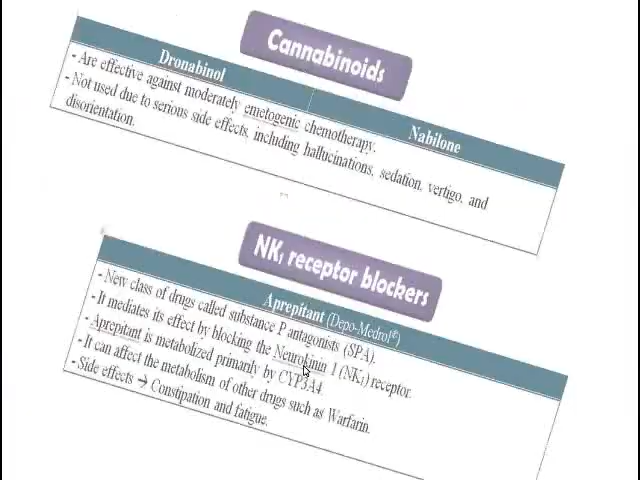 Cannabinoids
Dronabinol Nabilone
- Are effective against moderately emetogenic chemotherapy.
- Not used due to serious side effects, including hallucinations, sedation, vertigo, and
disorientation.
NK1 receptor blockers
Aprepitant (Depo-Medrol®)
- New class of drugs called substance P antagonists (SPA).
- It mediates its effect by blocking the Neurokinin 1 (NK1) receptor.
- Aprepitant is metabolized primarily by CYP3A4.
- It can affect the metabolism of other drugs such as Warfarin.
- Side effects → Constipation and fatigue.